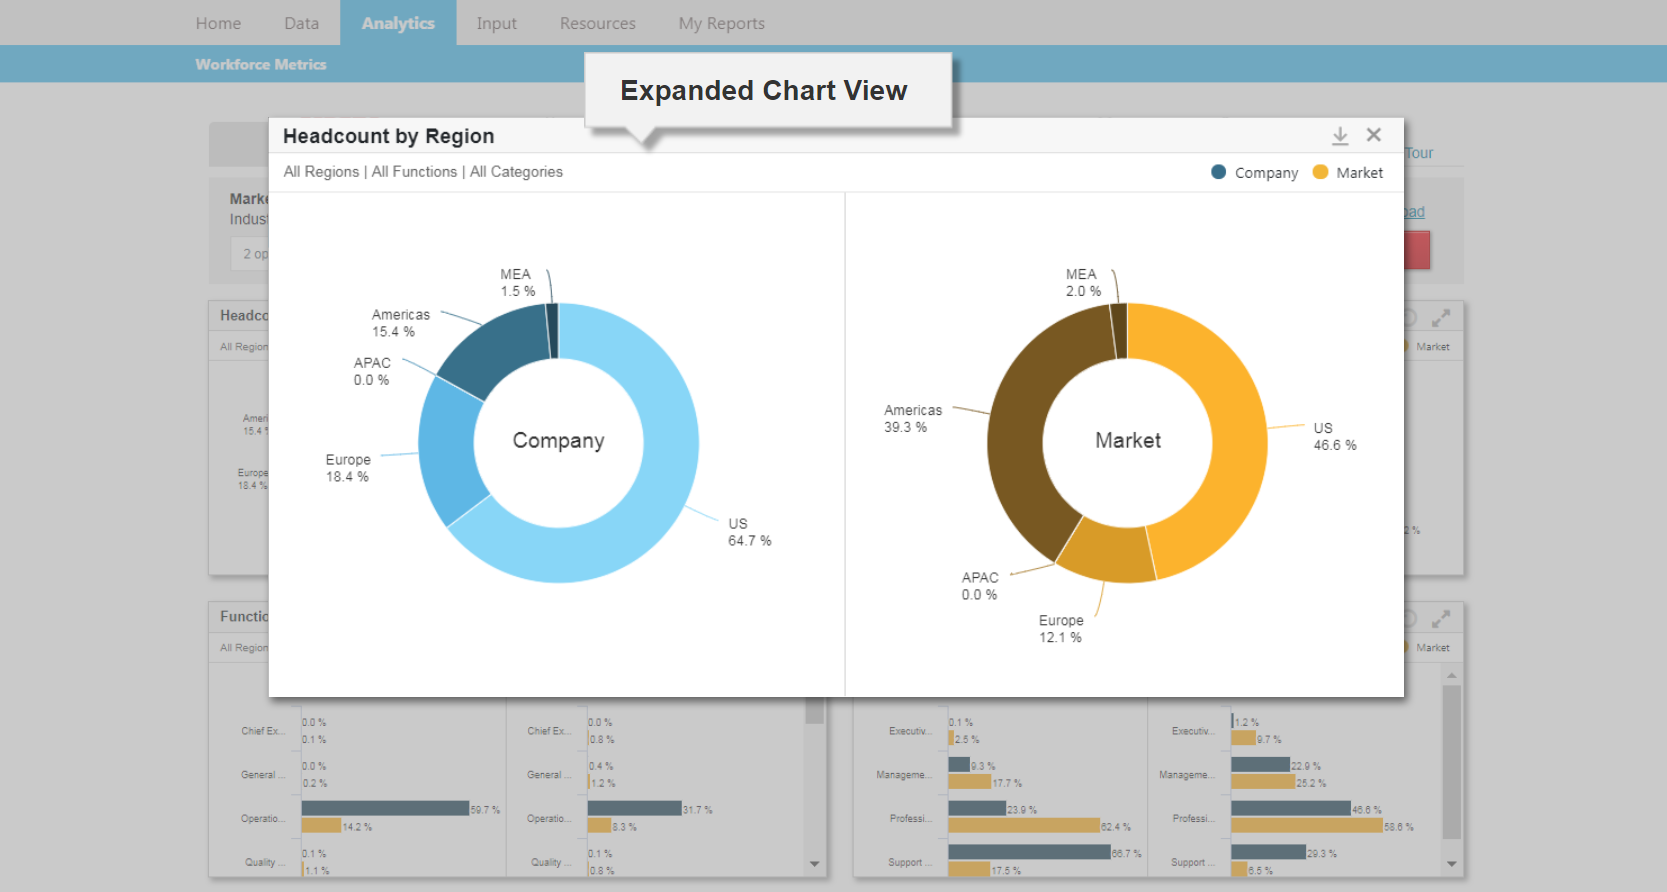 Home Data Analytics Input Resources My Reports
Workforce Metrics
Expanded Chart View
Headcount by Region
All Regions | All Functions | All Categories
Company Market
Tour
2 op
MEA
1.5 %
Americas
15.4 %
APAC
0.0 %
Europe
18.4 %
Company
US
64.7 %
MEA
2.0 %
Americas
39.3 %
Market
US
46.6 %
APAC
0.0 %
Europe
12.1 %
All Region
Market
15.4 %
Europe
18.4 %
Functio
All Region
Market
Chief Ex...
0.0 %
0.1 %
General ...
0.0 %
0.2 %
Operatio...
59.7 %
14.2 %
Quality ...
0.1 %
1.1 %
Chief Ex...
0.0 %
0.8 %
General ...
0.4 %
1.2 %
Operatio...
31.7 %
8.3 %
Quality ...
0.1 %
0.8 %
Executiv...
0.1 %
2.6 %
Manageme...
9.3 %
17.7 %
Professi...
23.9 %
62.4 %
Support ...
66.7 %
17.5 %
Executiv...
1.2 %
9.7 %
Manageme...
22.9 %
25.2 %
Professi...
46.6 %
58.6 %
Support ...
29.3 %
6.5 %